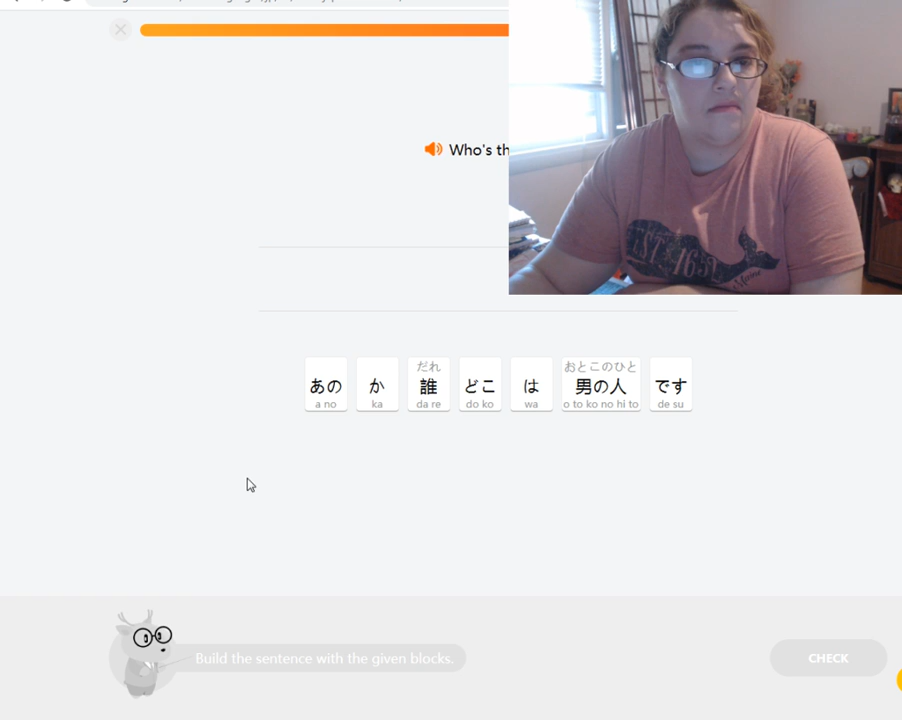 Who's th
だれ おとこのひと
あの か 誰 どこ は 男の人 です
a no ka da re do ko wa o to ko no hi to de su
EST. 1652
Maine
Build the sentence with the given blocks.
CHECK